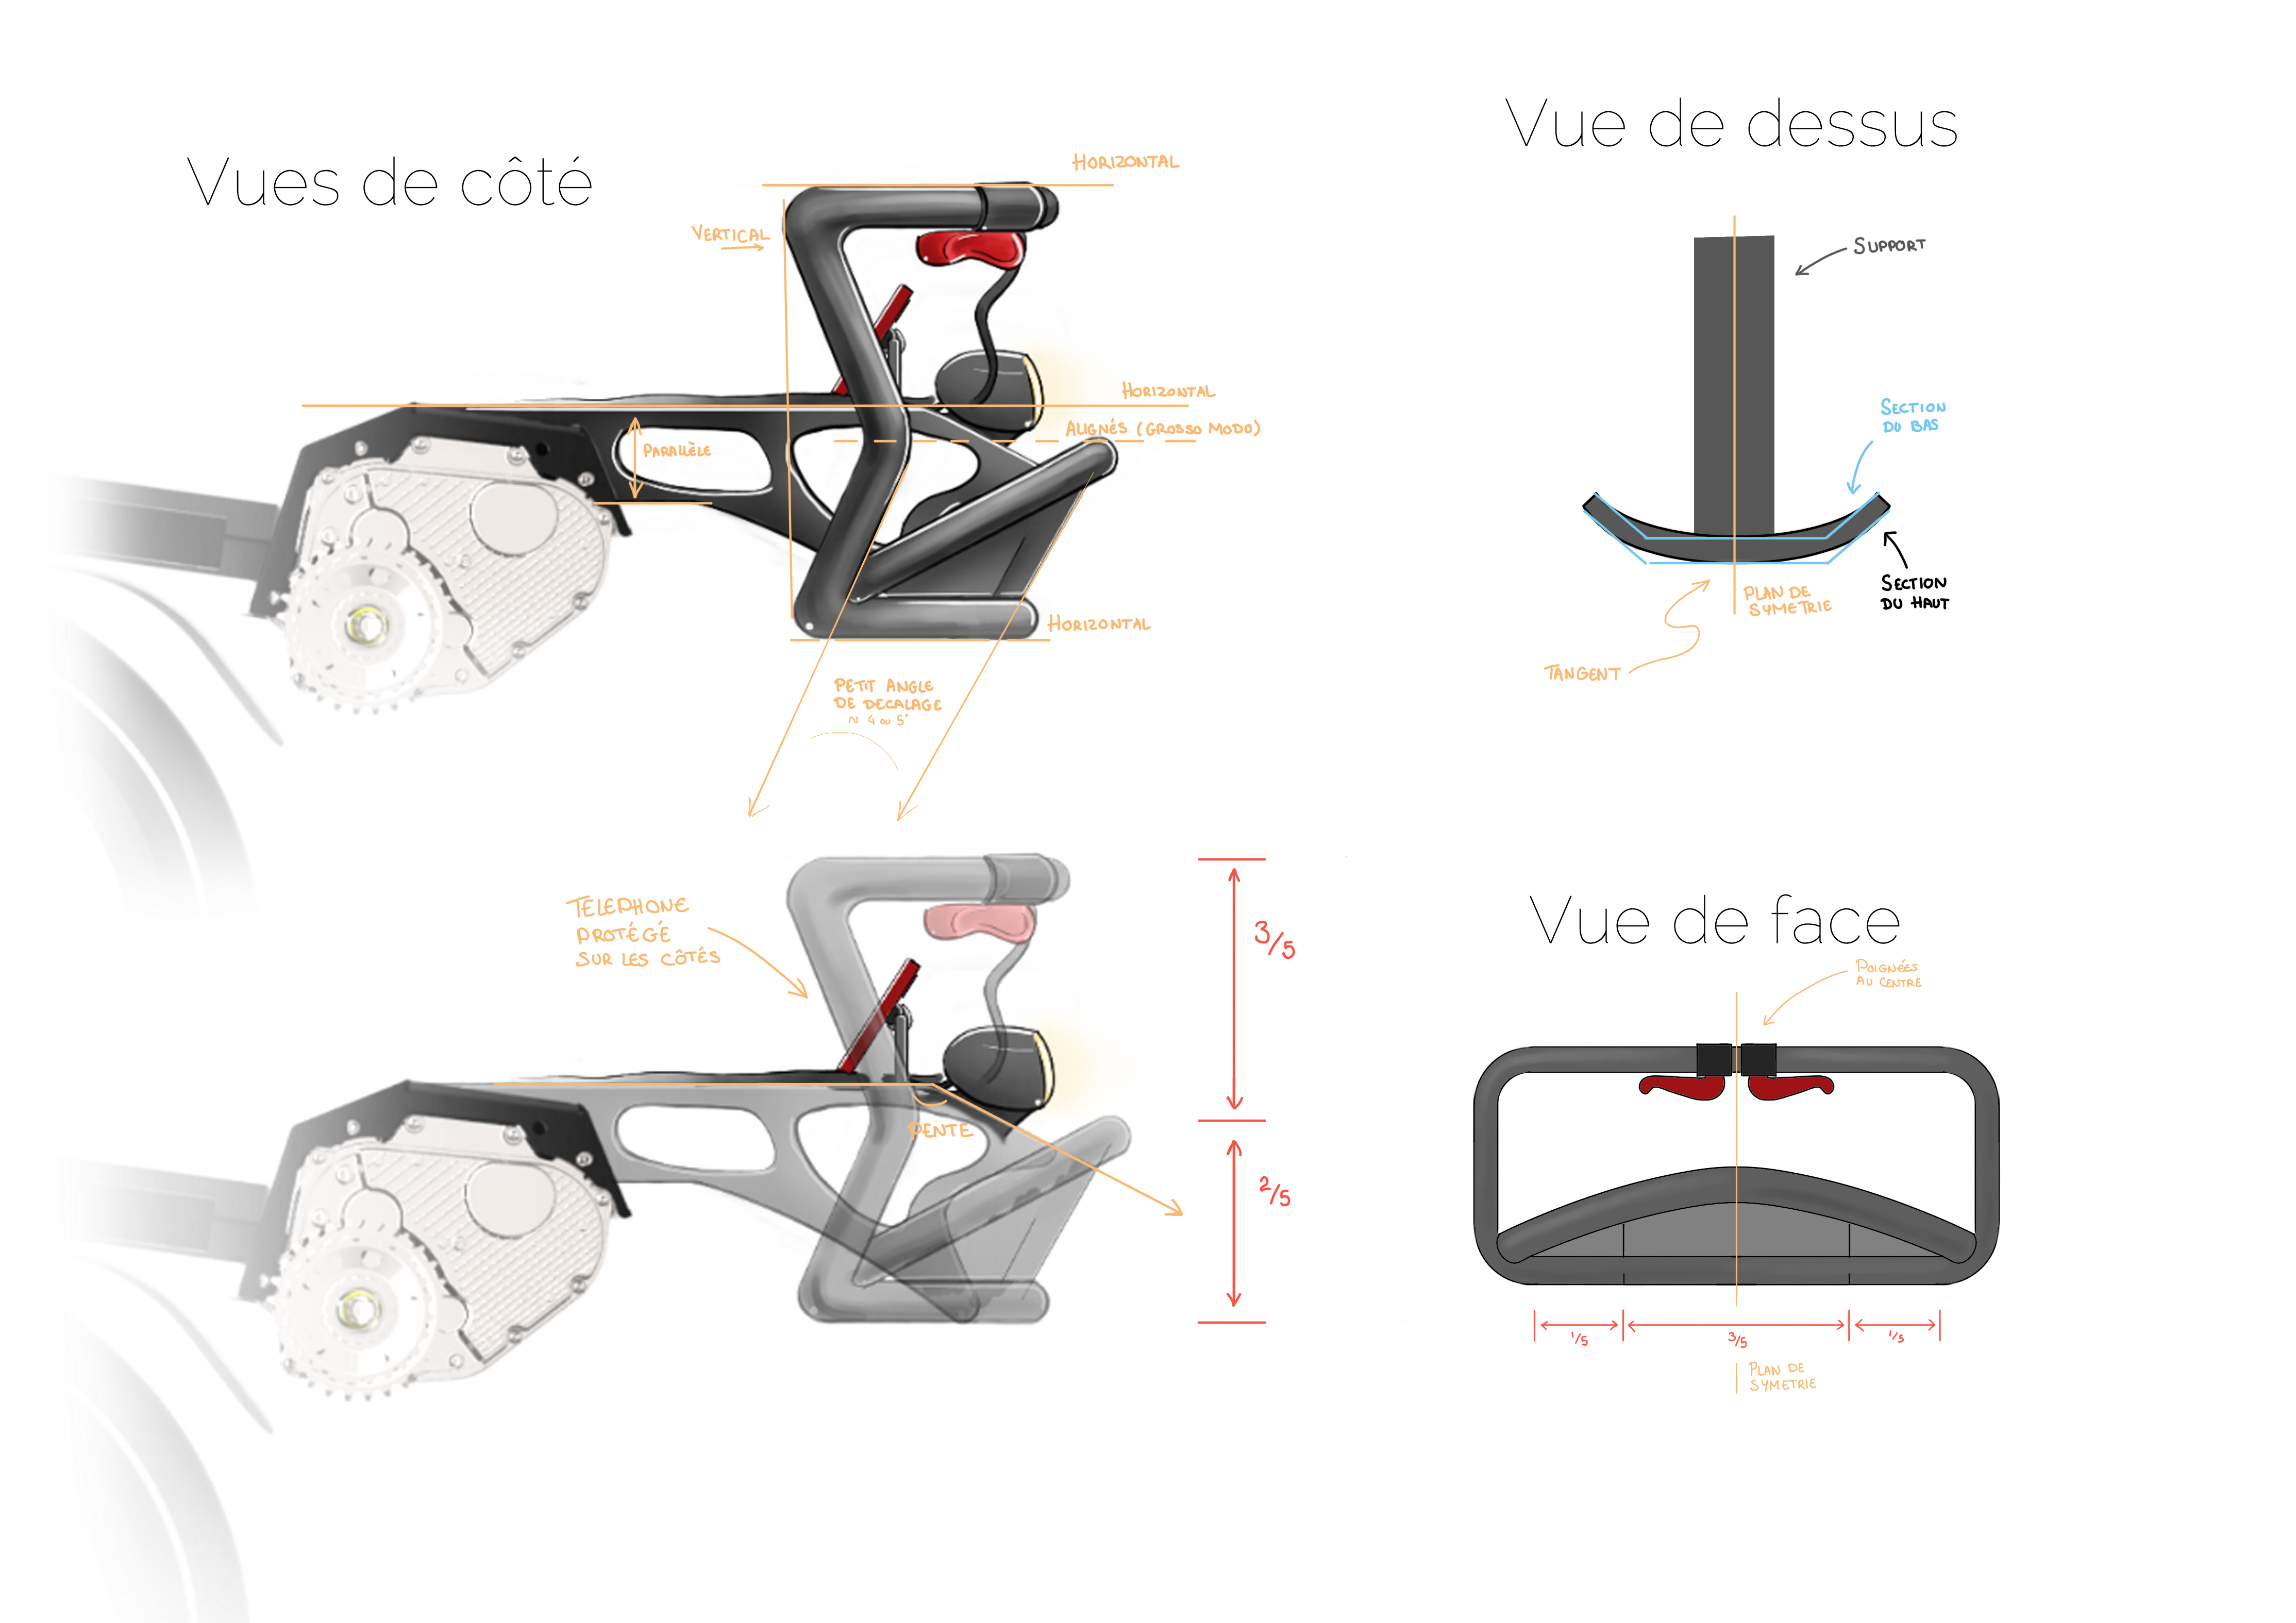 Vues de côté
HORIZONTAL
VERTICAL
HORIZONTAL
ALIGNÉS (GROSSO MODO)
PARALLÈLE
HORIZONTAL
PETIT ANGLE
DE DECALAGE
~ 4 ou 5°
TÉLEPHONE
PROTÉGÉ
SUR LES CÔTÉS
3/5
PENTE
2/5
Vue de dessus
SUPPORT
SECTION
DU BAS
SECTION
DU HAUT
PLAN DE
SYMETRIE
TANGENT
Vue de face
POIGNÉES
AU CENTRE
1/5
3/5
1/5
PLAN DE
SYMETRIE